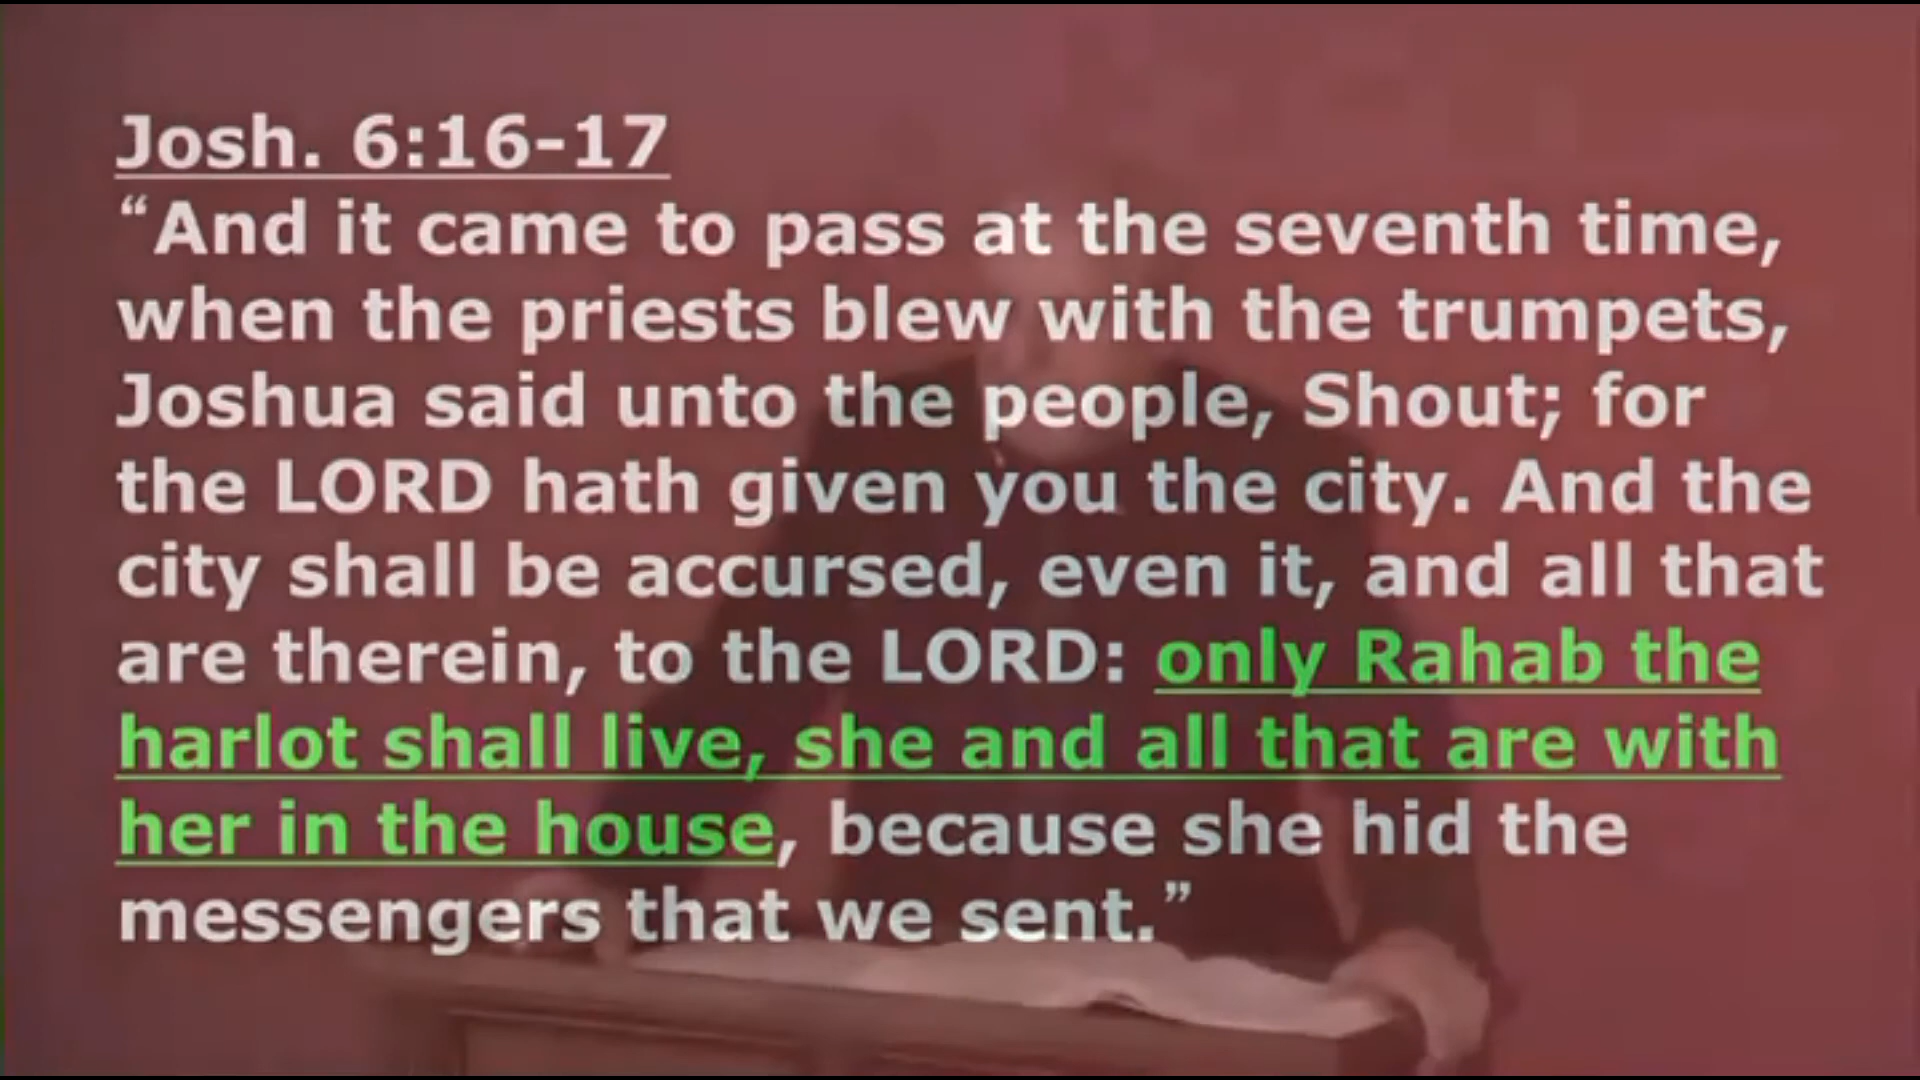 Josh. 6:16-17
“And it came to pass at the seventh time,
when the priests blew with the trumpets,
Joshua said unto the people, Shout; for
the LORD hath given you the city. And the
city shall be accursed, even it, and all that
are therein, to the LORD: only Rahab the
harlot shall live, she and all that are with
her in the house, because she hid the
messengers that we sent.”